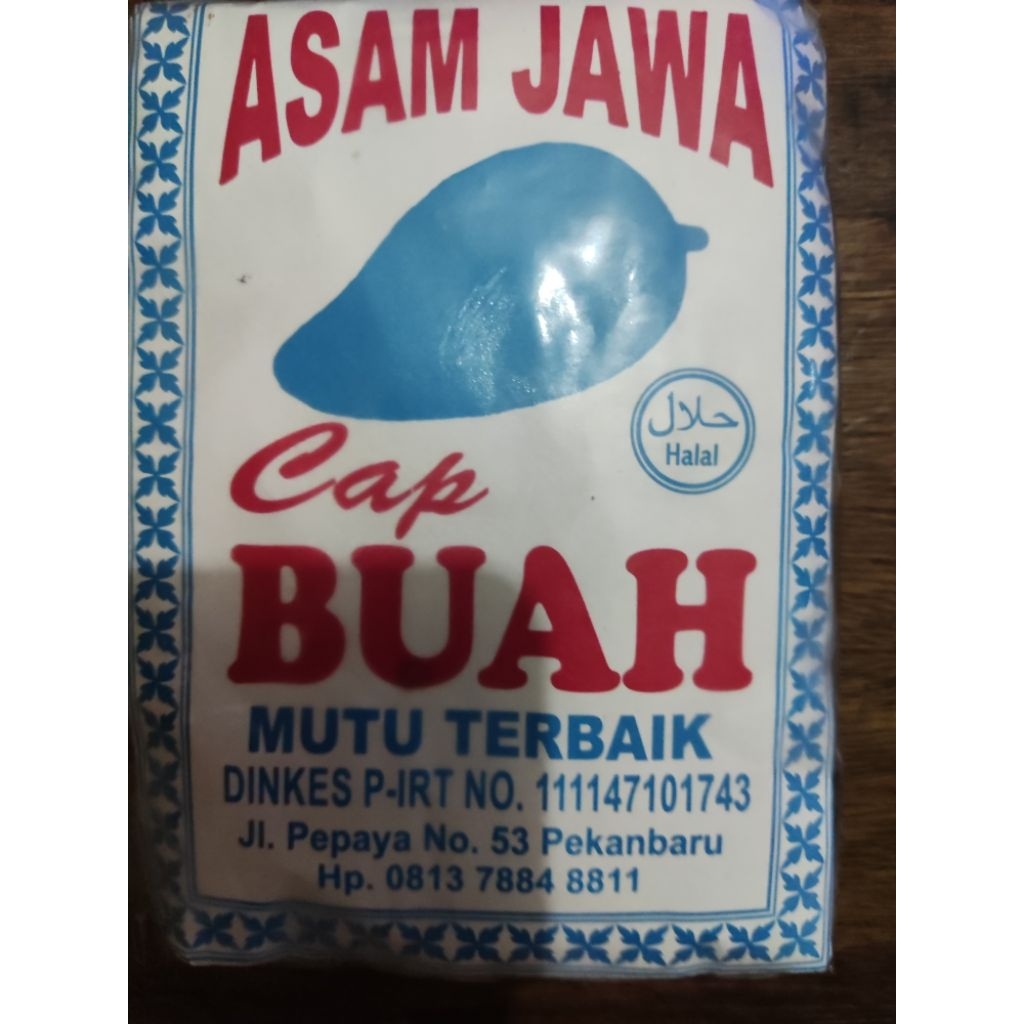 ASAM JAWA
حلال
Halal
Cap
BUAH
MUTU TERBAIK
DINKES P-IRT NO. 111147101743
Jl. Pepaya No. 53 Pekanbaru
Hp. 0813 7884 8811